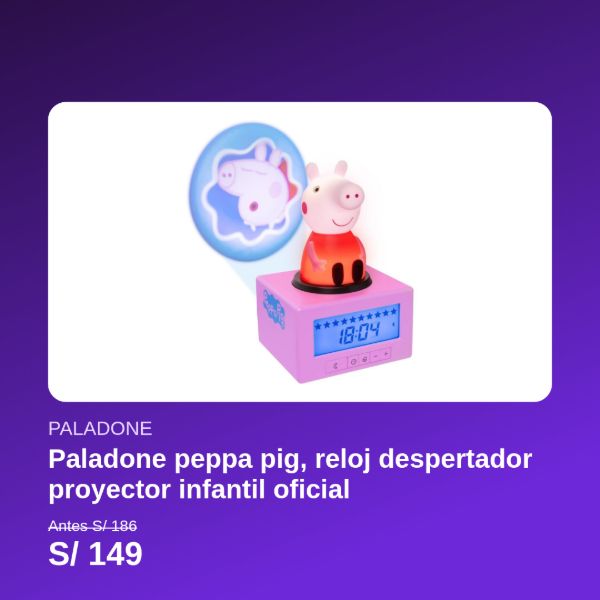 18:04
PALADONE
Paladone peppa pig, reloj despertador
proyector infantil oficial
Antes S/ 186
S/ 149